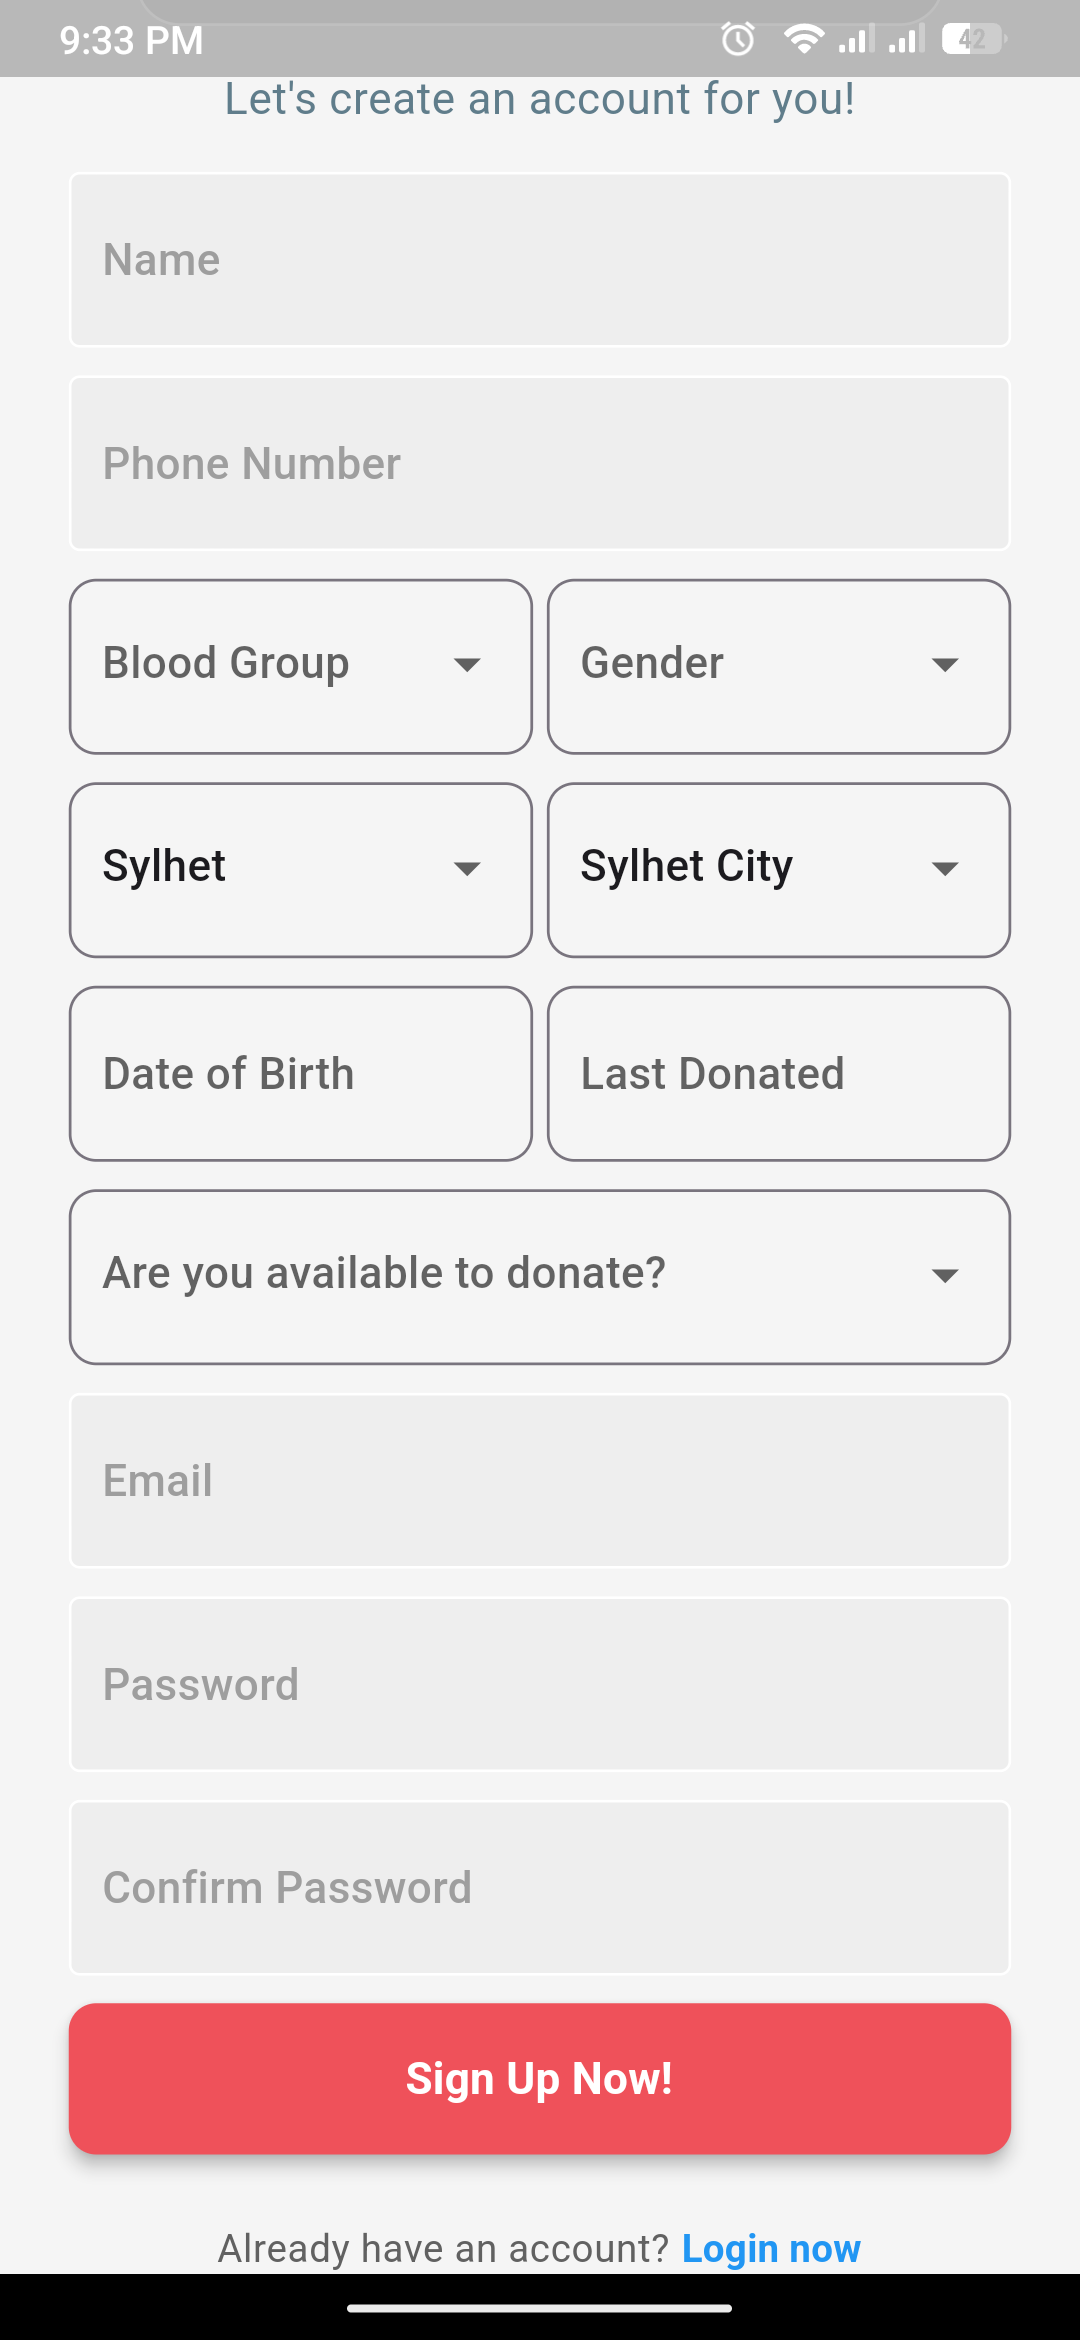 9:33 PM 42
Let's create an account for you!
Name
Phone Number
Blood Group Gender
Sylhet Sylhet City
Date of Birth Last Donated
Are you available to donate?
Email
Password
Confirm Password
Sign Up Now!
Already have an account? Login now